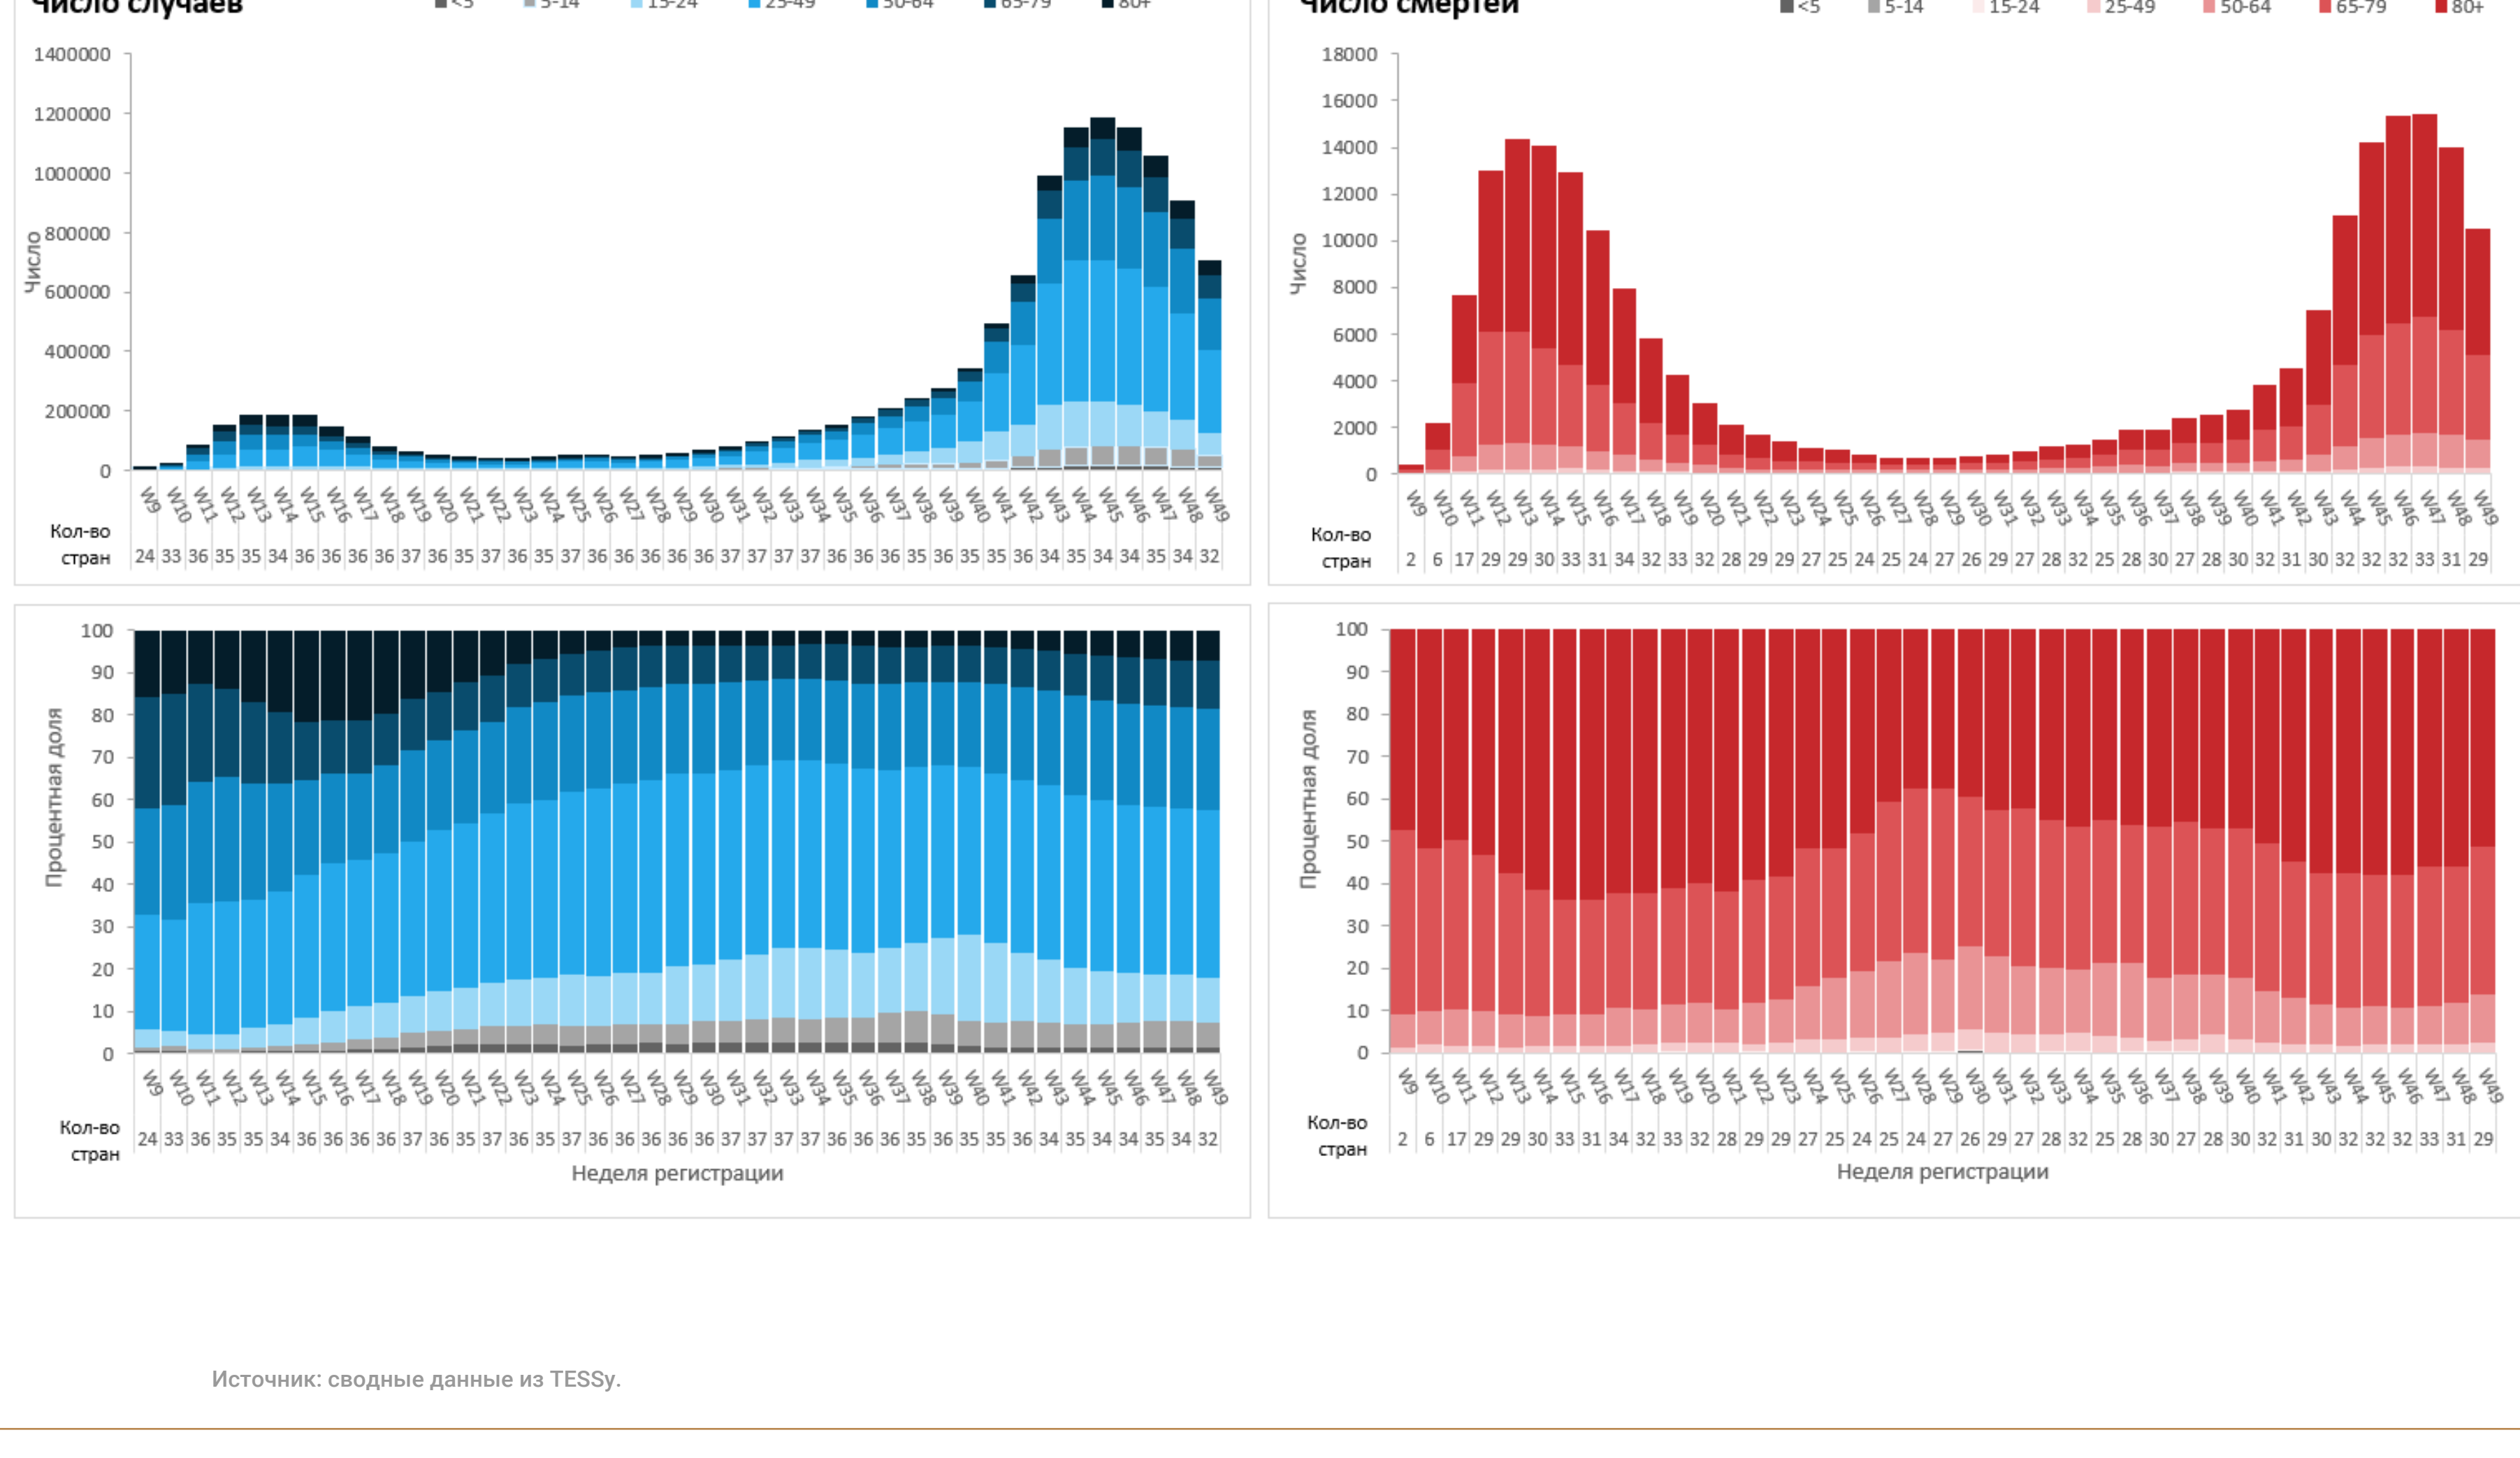 Число случаев
<5 5-14 15-24 25-49 50-64 65-79 80+
1400000
1200000
1000000
800000
600000
400000
200000
0
Число
W9 W10 W11 W12 W13 W14 W15 W16 W17 W18 W19 W20 W21 W22 W23 W24 W25 W26 W27 W28 W29 W30 W31 W32 W33 W34 W35 W36 W37 W38 W39 W40 W41 W42 W43 W44 W45 W46 W47 W48 W49
Кол-во
стран
24 33 36 35 35 34 36 36 36 36 37 36 35 37 36 35 37 36 36 36 36 36 37 37 37 37 36 36 36 35 36 35 35 36 34 35 34 34 35 34 32
Число смертей
<5 5-14 15-24 25-49 50-64 65-79 80+
18000
16000
14000
12000
10000
8000
6000
4000
2000
0
Число
W9 W10 W11 W12 W13 W14 W15 W16 W17 W18 W19 W20 W21 W22 W23 W24 W25 W26 W27 W28 W29 W30 W31 W32 W33 W34 W35 W36 W37 W38 W39 W40 W41 W42 W43 W44 W45 W46 W47 W48 W49
Кол-во
стран
2 6 17 29 29 30 33 31 34 32 33 32 28 29 29 27 25 24 25 24 27 26 29 27 28 32 25 28 30 27 28 30 32 31 30 32 32 32 33 31 29
100
90
80
70
60
50
40
30
20
10
0
Процентная доля
W9 W10 W11 W12 W13 W14 W15 W16 W17 W18 W19 W20 W21 W22 W23 W24 W25 W26 W27 W28 W29 W30 W31 W32 W33 W34 W35 W36 W37 W38 W39 W40 W41 W42 W43 W44 W45 W46 W47 W48 W49
Кол-во
стран
24 33 36 35 35 34 36 36 36 36 37 36 35 37 36 35 37 36 36 36 36 36 37 37 37 37 36 36 36 35 36 35 35 36 34 35 34 34 35 34 32
Неделя регистрации
100
90
80
70
60
50
40
30
20
10
0
Процентная доля
W9 W10 W11 W12 W13 W14 W15 W16 W17 W18 W19 W20 W21 W22 W23 W24 W25 W26 W27 W28 W29 W30 W31 W32 W33 W34 W35 W36 W37 W38 W39 W40 W41 W42 W43 W44 W45 W46 W47 W48 W49
Кол-во
стран
2 6 17 29 29 30 33 31 34 32 33 32 28 29 29 27 25 24 25 24 27 26 29 27 28 32 25 28 30 27 28 30 32 31 30 32 32 32 33 31 29
Неделя регистрации
Источник: сводные данные из TESSy.